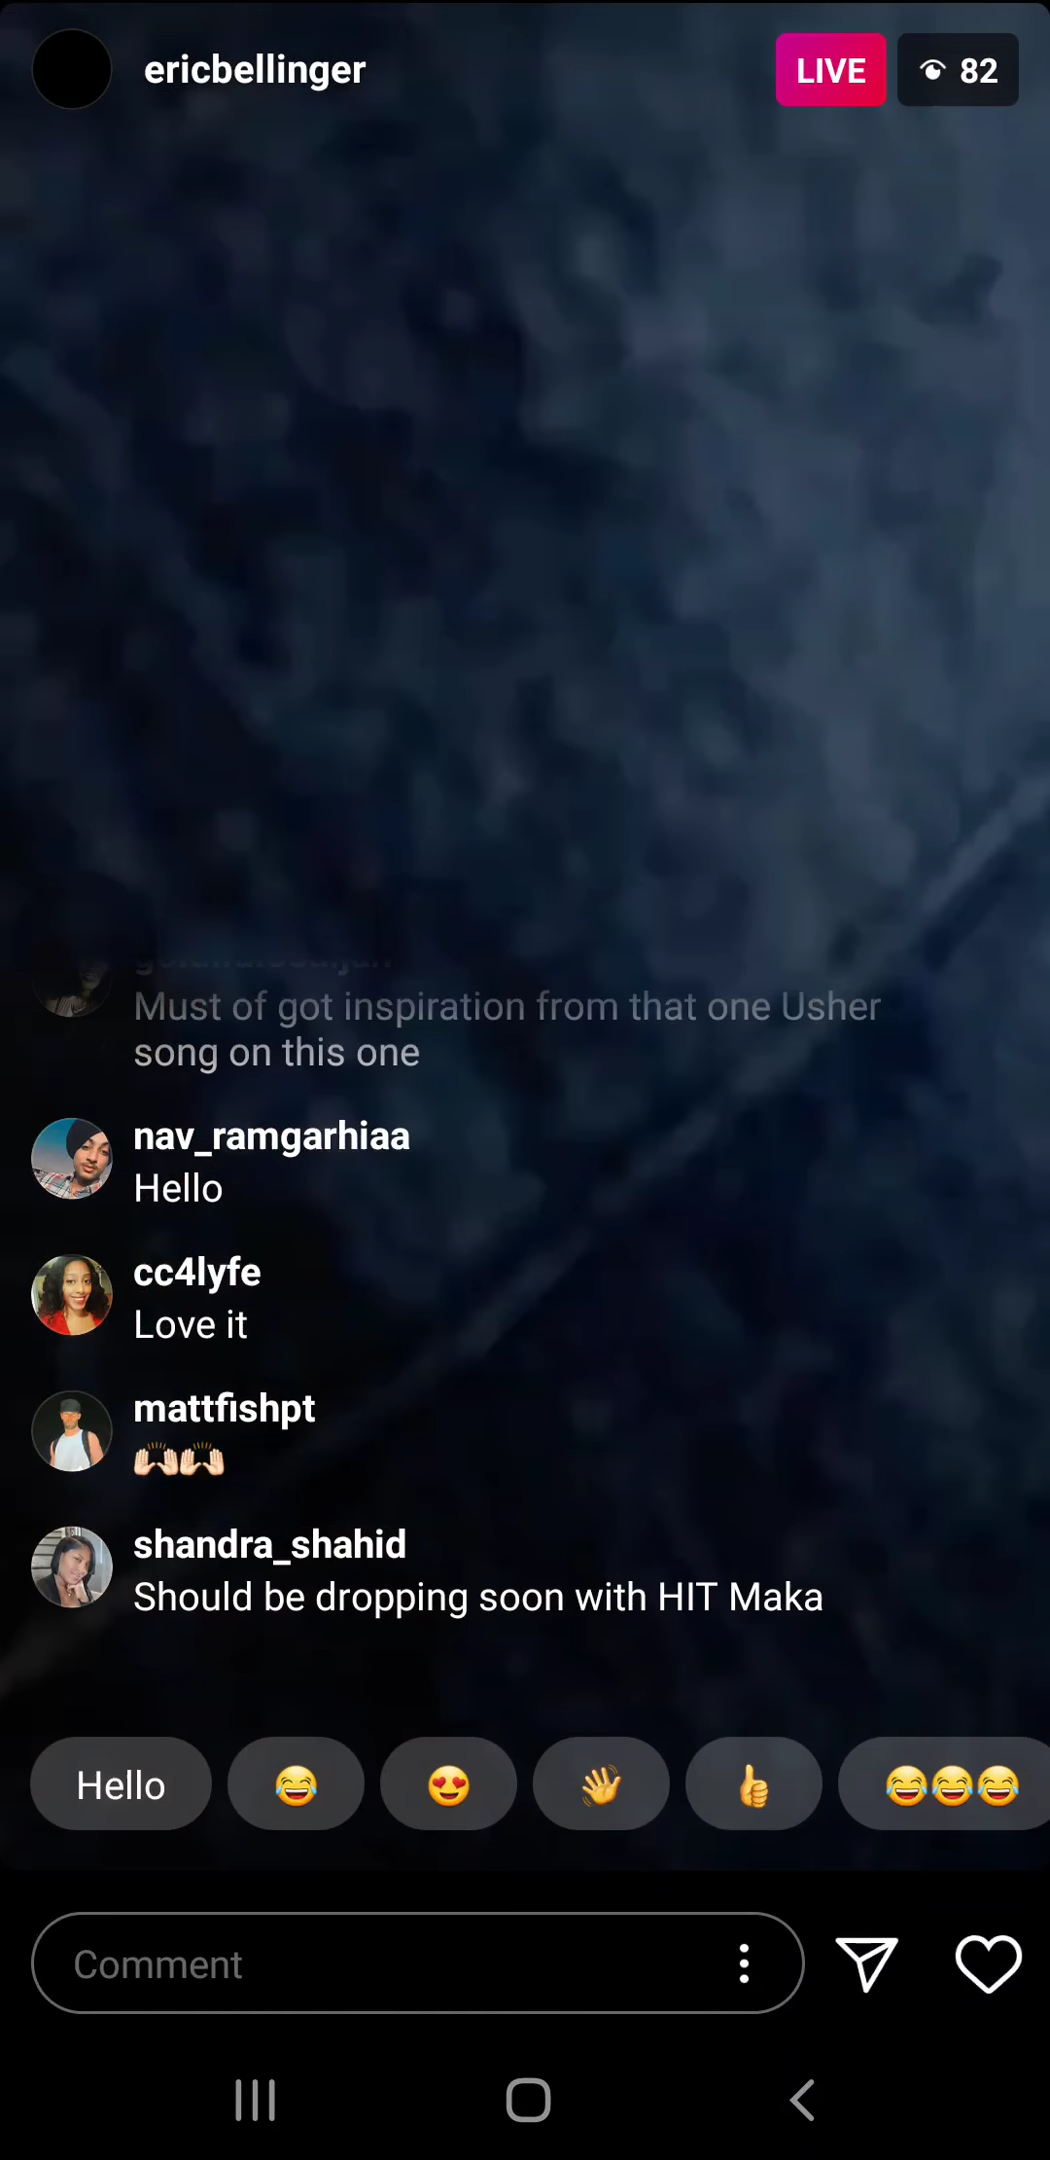 ericbellinger
LIVE
82
Must of got inspiration from that one Usher
song on this one
nav_ramgarhiaa
Hello
cc4lyfe
Love it
mattfishpt
🙌🏻🙌🏻
shandra_shahid
Should be dropping soon with HIT Maka
Hello 😂 😍 👋 👍 😂😂😂
Comment